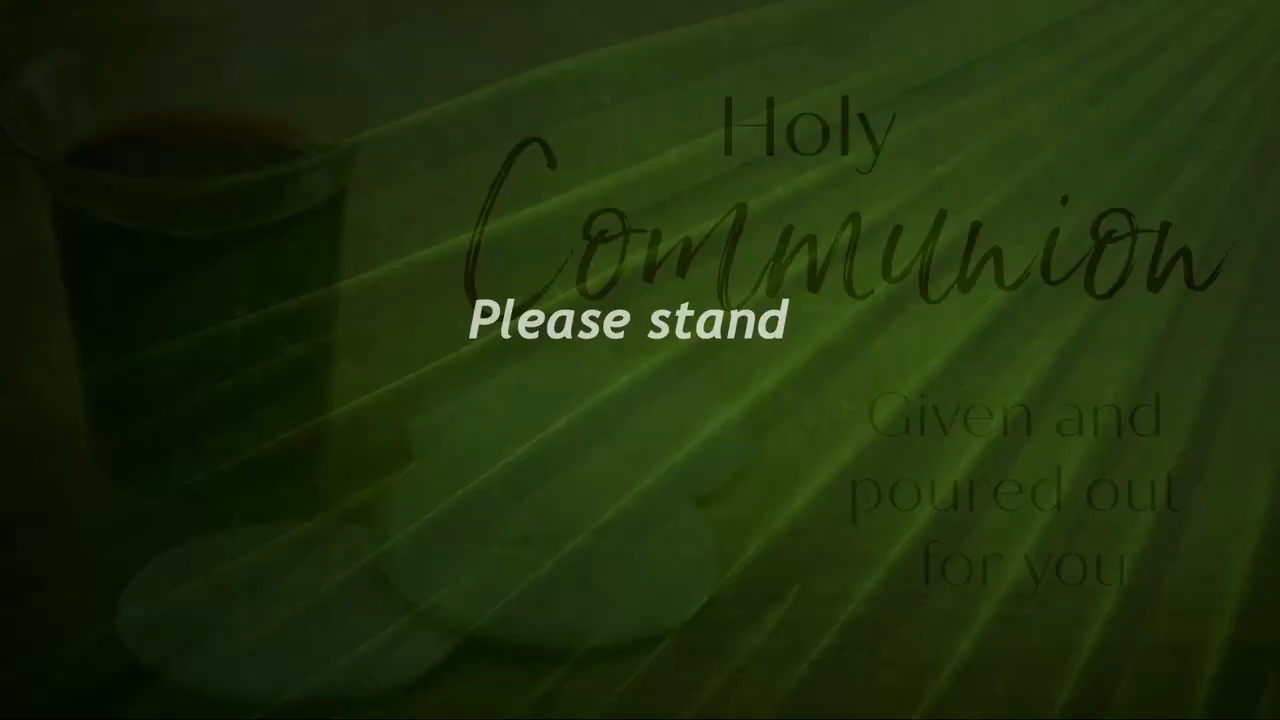 Holy
Communion
Please stand
Given and
poured out
for you